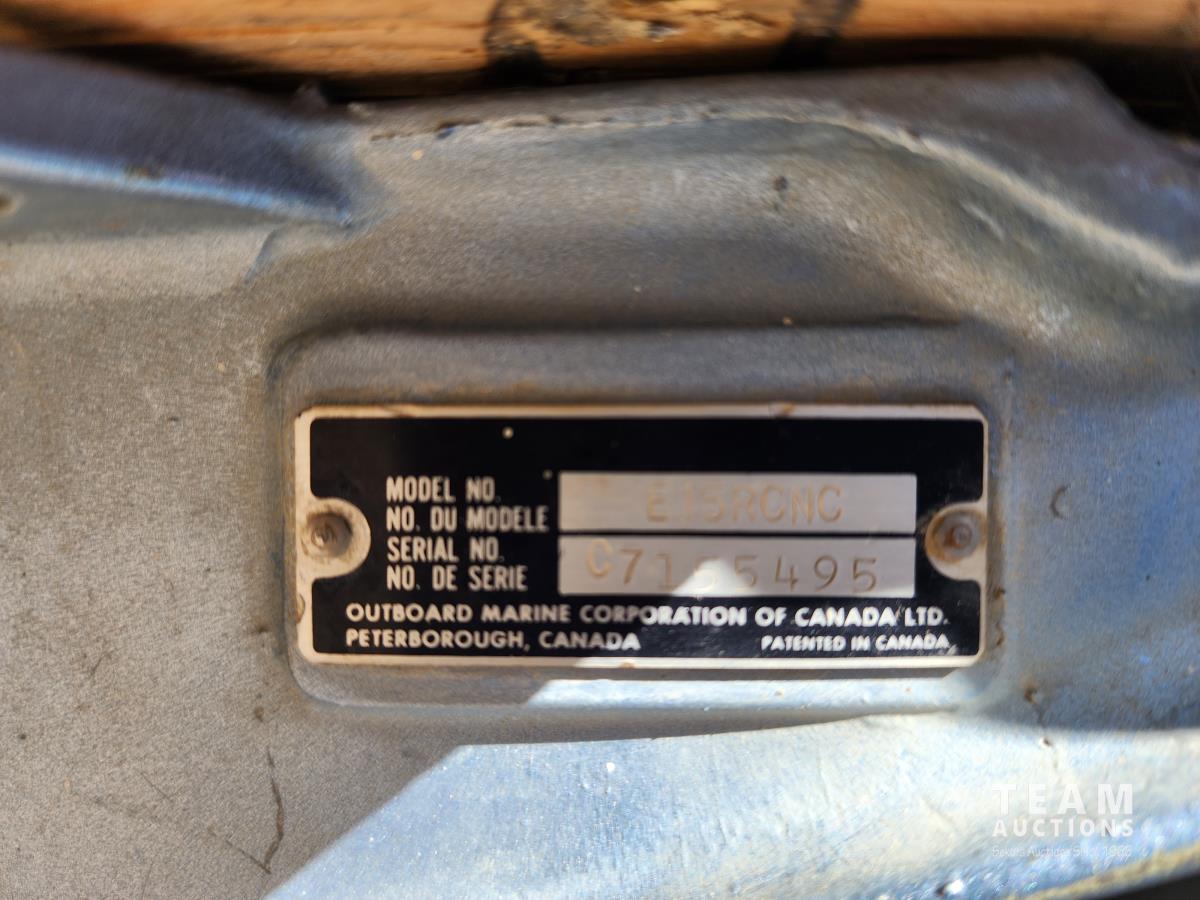 MODEL NO.
NO. DU MODELE
E15RCNC
SERIAL NO.
NO. DE SERIE
C7155495
OUTBOARD MARINE CORPORATION OF CANADA LTD.
PETERBOROUGH, CANADA
PATENTED IN CANADA
TEAM
AUCTIONS